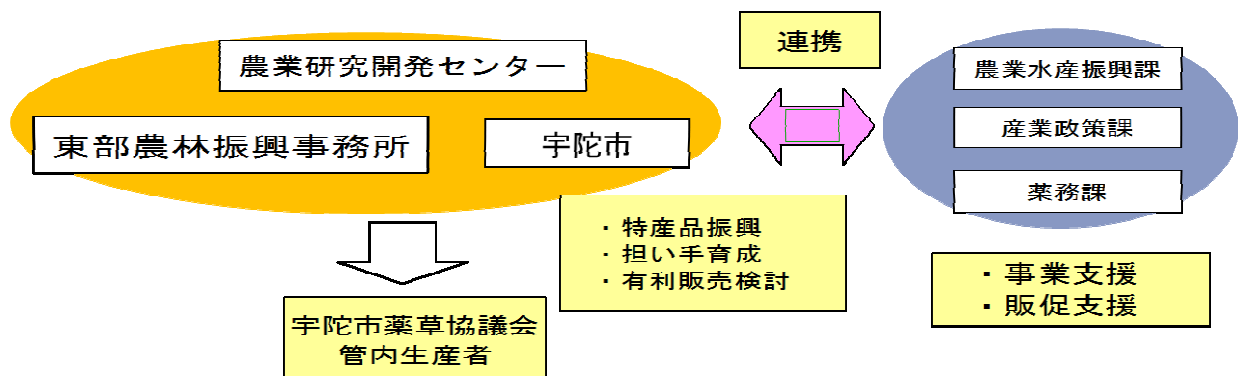 農業研究開発センター
東部農林振興事務所
宇陀市
連携
農業水産振興課
産業政策課
薬務課
・特産品振興
・担い手育成
・有利販売検討
・事業支援
・販促支援
宇陀市薬草協議会
管内生産者